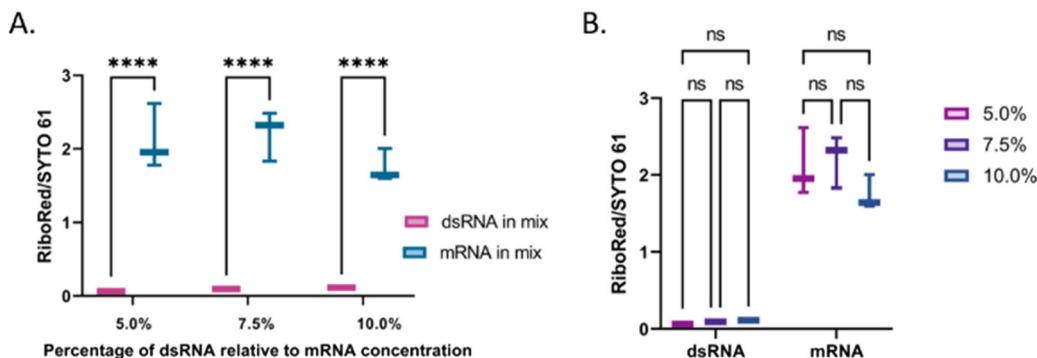 A.
****
****
****
3
2
1
0
RiboRed/SYTO 61
dsRNA in mix
mRNA in mix
5.0%
7.5%
10.0%
Percentage of dsRNA relative to mRNA concentration
B.
ns
ns
ns
ns
ns
ns
3
2
1
0
RiboRed/SYTO 61
dsRNA
mRNA
5.0%
7.5%
10.0%